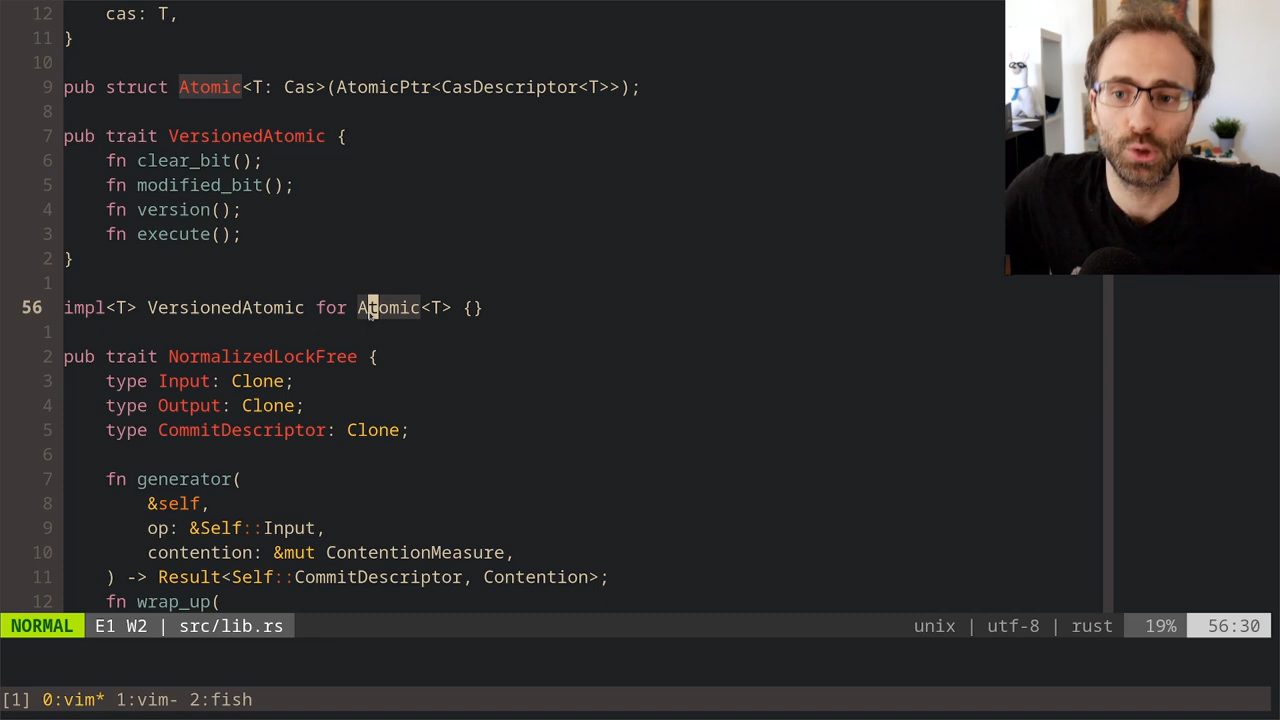 12 cas: T,
11 }
10
9 pub struct Atomic<T: Cas>(AtomicPtr<CasDescriptor<T>>);
8
7 pub trait VersionedAtomic {
6 fn clear_bit();
5 fn modified_bit();
4 fn version();
3 fn execute();
2 }
1
56 impl<T> VersionedAtomic for Atomic<T> {}
1
2 pub trait NormalizedLockFree {
3 type Input: Clone;
4 type Output: Clone;
5 type CommitDescriptor: Clone;
6
7 fn generator(
8 &self,
9 op: &Self::Input,
10 contention: &mut ContentionMeasure,
11 ) -> Result<Self::CommitDescriptor, Contention>;
12 fn wrap_up(
NORMAL E1 W2 | src/lib.rs unix | utf-8 | rust 19% 56:30
[1] 0:vim* 1:vim- 2:fish